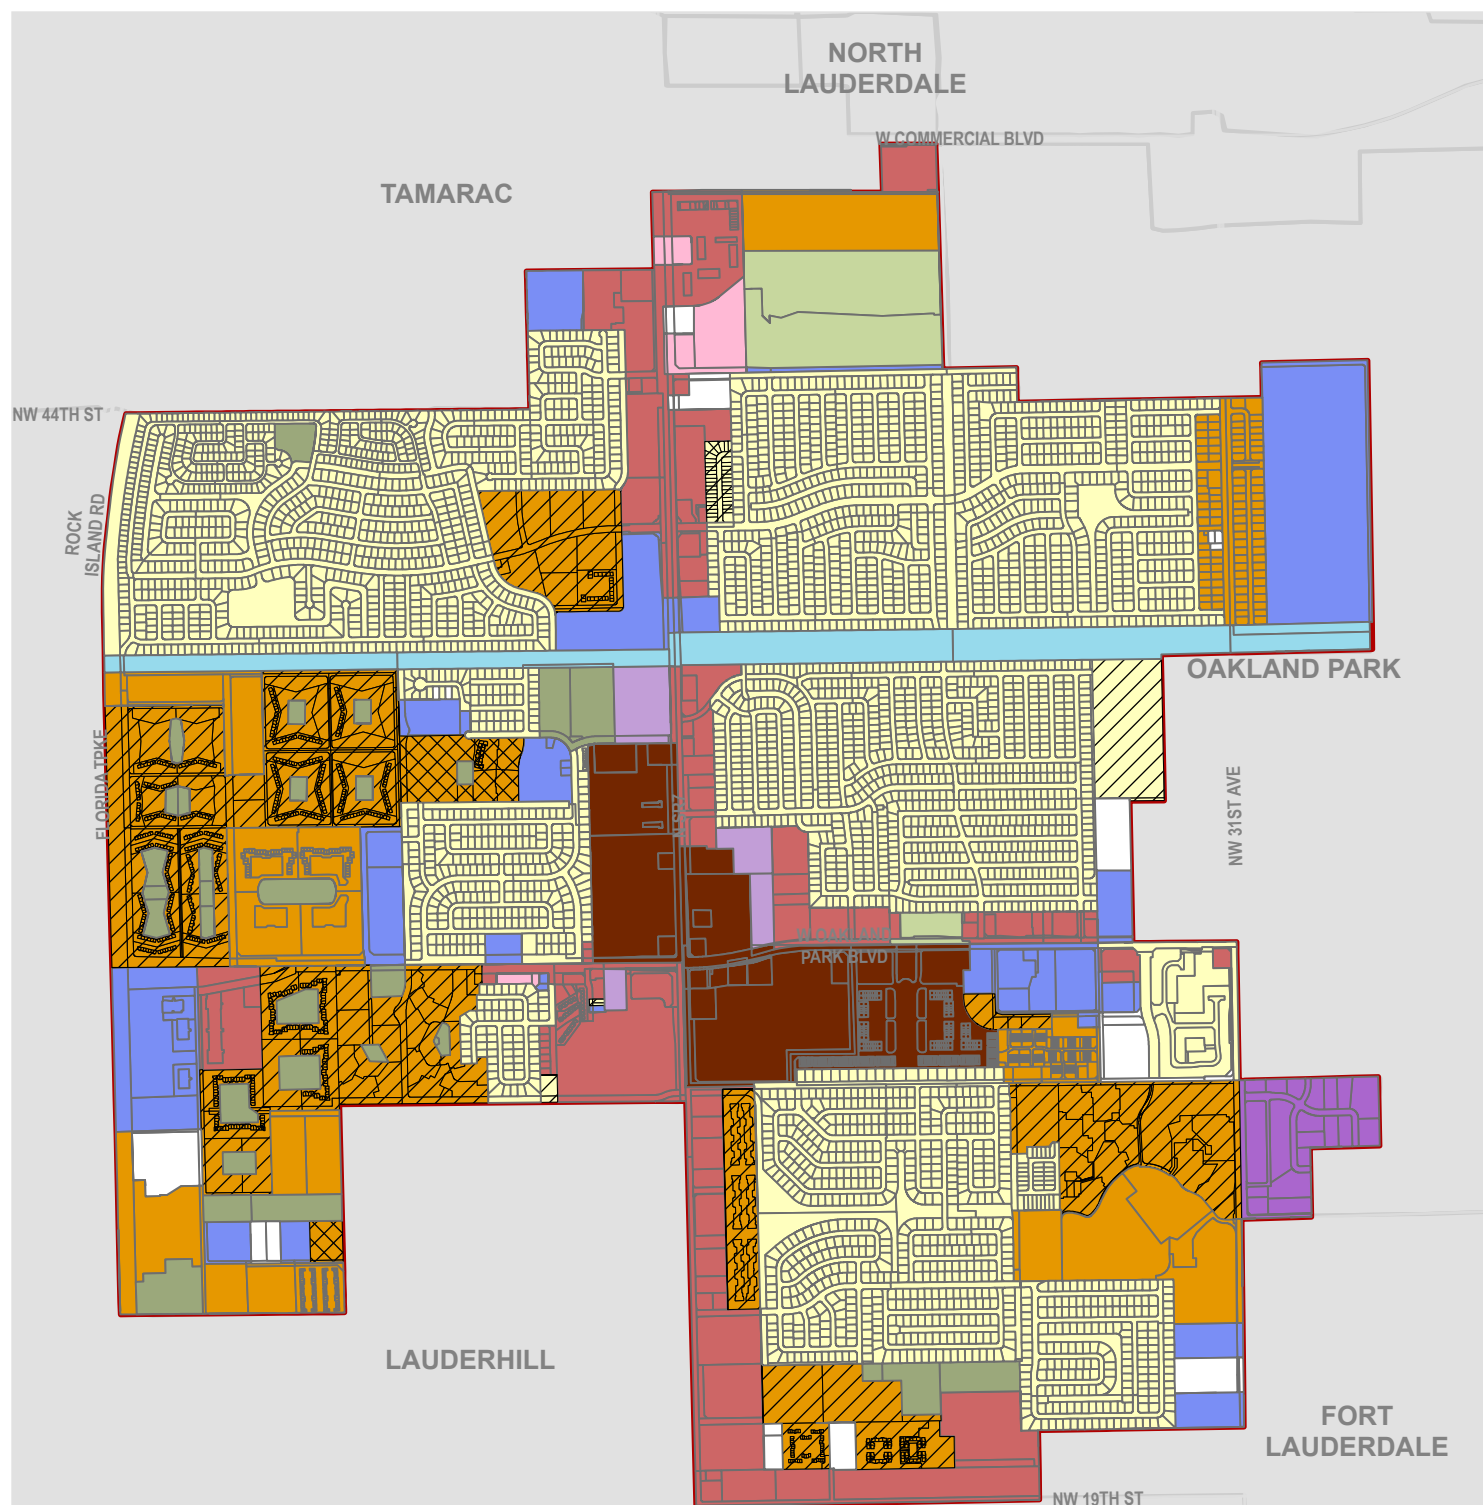 NORTH
LAUDERDALE
W COMMERCIAL BLVD
TAMARAC
NW 44TH ST
ROCK
ISLAND RD
OAKLAND PARK
FLORIDA TPKE
N SR7
NW 31ST AVE
W OAKLAND
PARK BLVD
LAUDERHILL
FORT
LAUDERDALE
NW 19TH ST